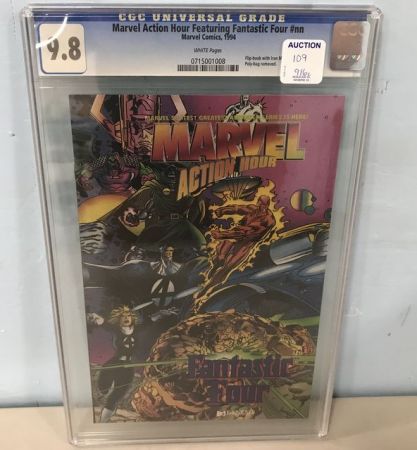 CGC UNIVERSAL GRADE
9.8
Marvel Action Hour Featuring Fantastic Four #nn
Marvel Comics, 1994
WHITE Pages
0715001008
Flip-book with Iron
Poly-bag removed.
AUCTION
109
MARVEL
ACTION HOUR
Fantastic
Four